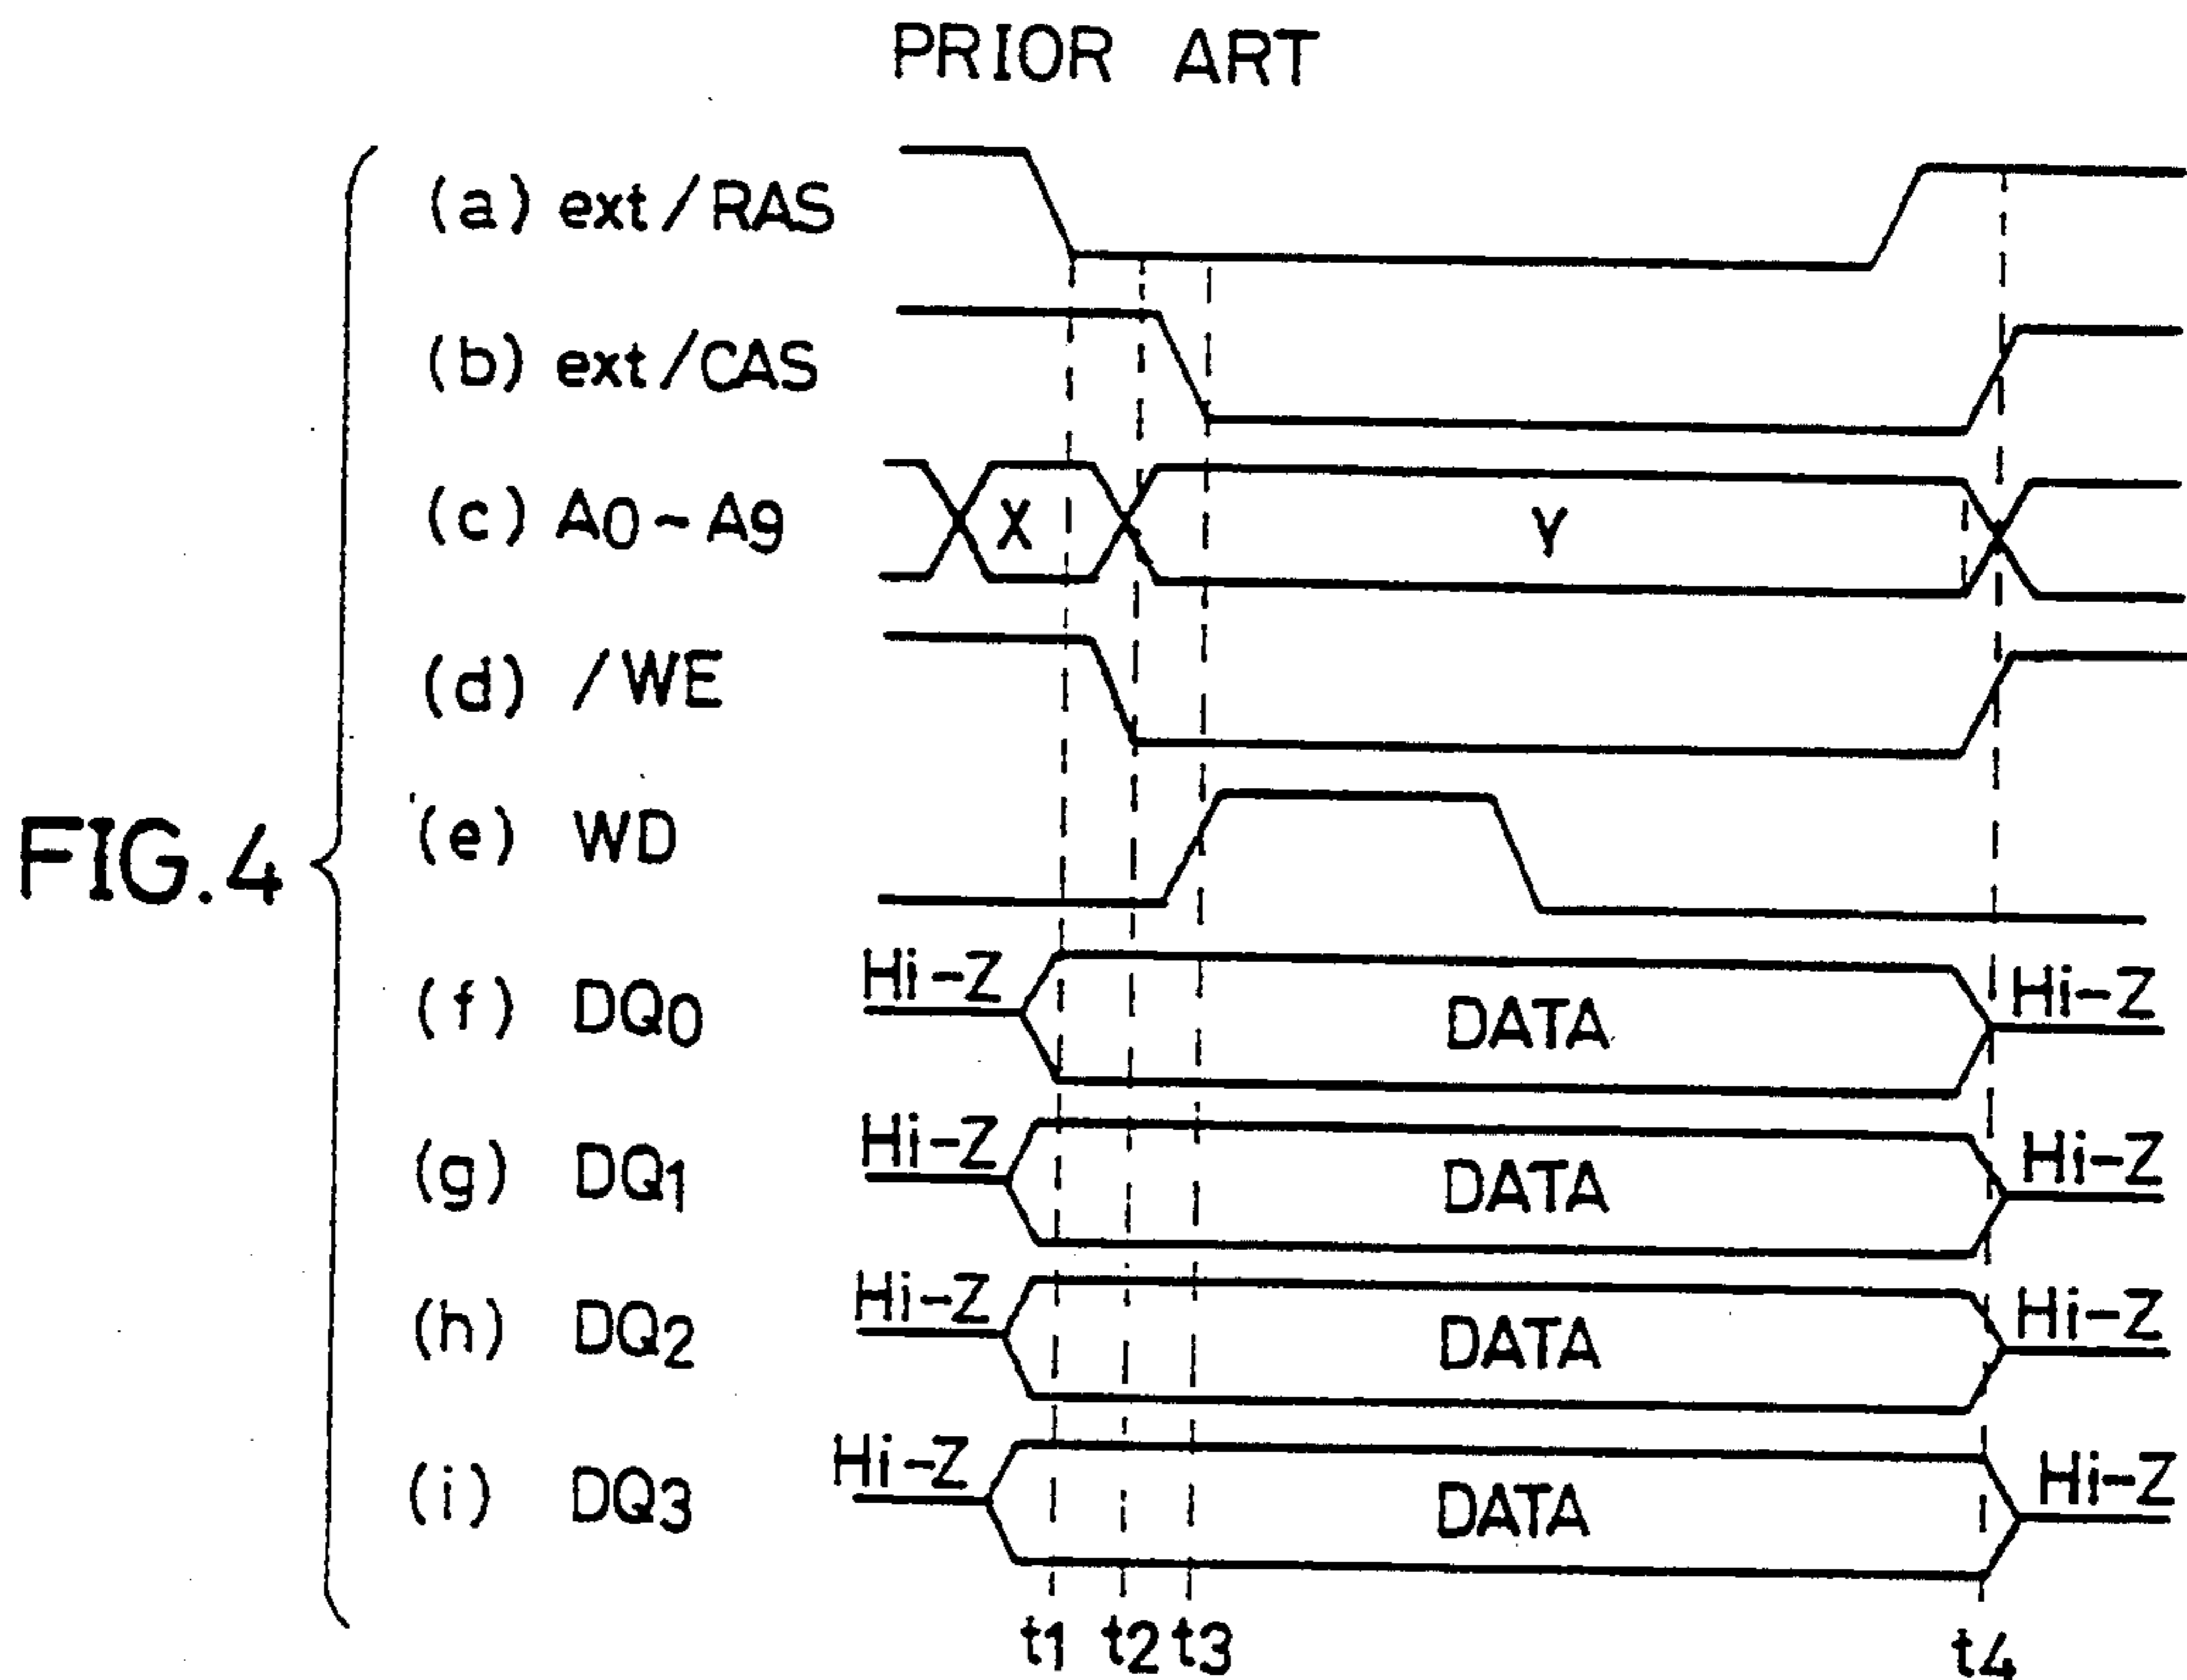 PRIOR ART
FIG.4
(a) ext/RAS
(b) ext/CAS
(c) A0~A9
X
Y
(d) /WE
(e) WD
(f) DQ0
Hi-Z
DATA
Hi-Z
(g) DQ1
Hi-Z
DATA
Hi-Z
(h) DQ2
Hi-Z
DATA
Hi-Z
(i) DQ3
Hi-Z
DATA
Hi-Z
t1 t2 t3 t4